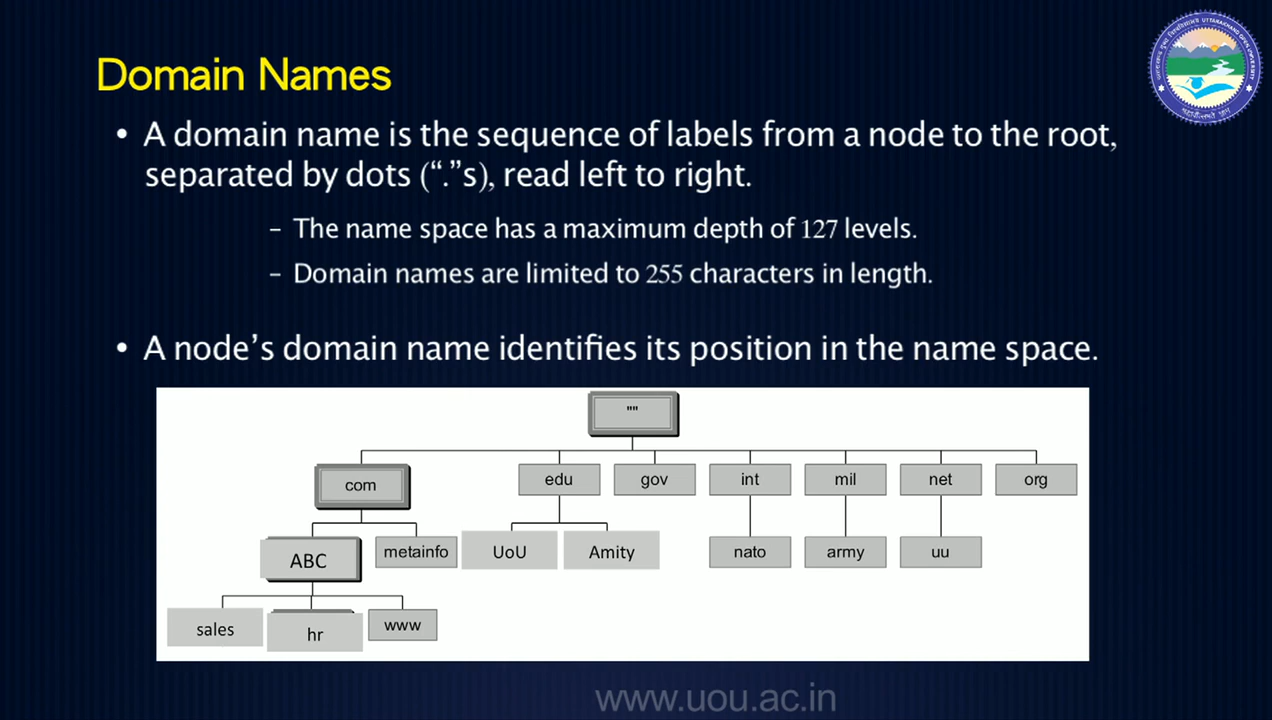 Domain Names
• A domain name is the sequence of labels from a node to the root,
separated by dots (“.”s), read left to right.
– The name space has a maximum depth of 127 levels.
– Domain names are limited to 255 characters in length.
• A node’s domain name identifies its position in the name space.
""
com
edu
gov
int
mil
net
org
ABC
metainfo
UoU
Amity
nato
army
uu
sales
hr
www
www.uou.ac.in
UTTARAKHAND OPEN UNIVERSITY